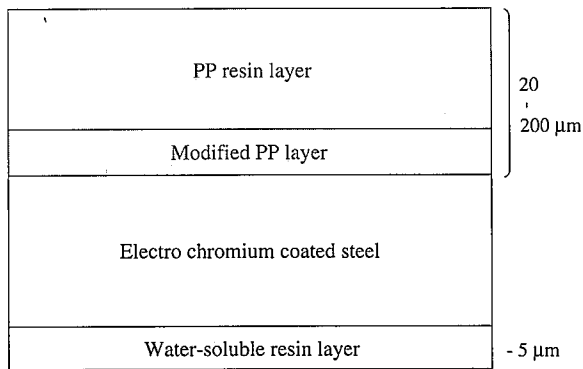 PP resin layer
20
-
200 μm
Modified PP layer
Electro chromium coated steel
Water-soluble resin layer
- 5 μm